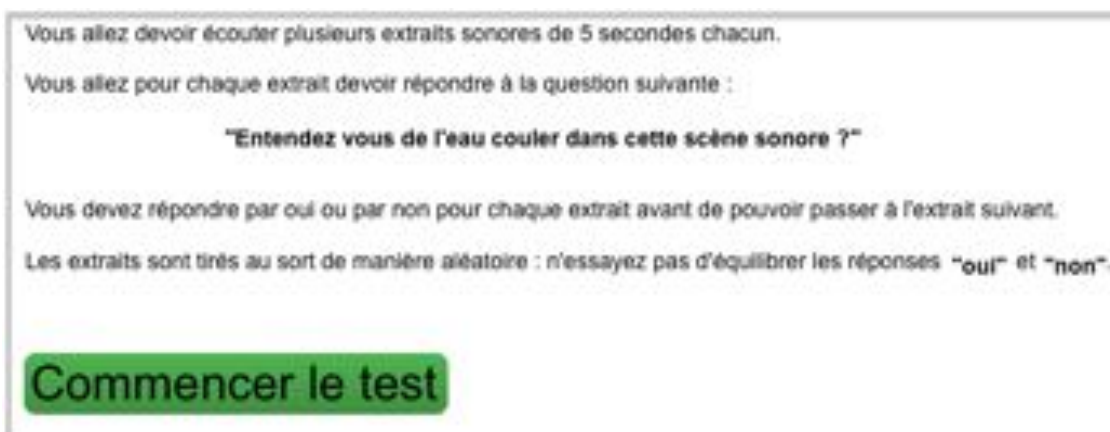 Vous allez devoir écouter plusieurs extraits sonores de 5 secondes chacun.
Vous allez pour chaque extrait devoir répondre à la question suivante :
"Entendez vous de l'eau couler dans cette scène sonore ?"
Vous devez répondre par oui ou par non pour chaque extrait avant de pouvoir passer à l'extrait suivant.
Les extraits sont tirés au sort de manière aléatoire : n'essayez pas d'équilibrer les réponses "oui" et "non".
Commencer le test